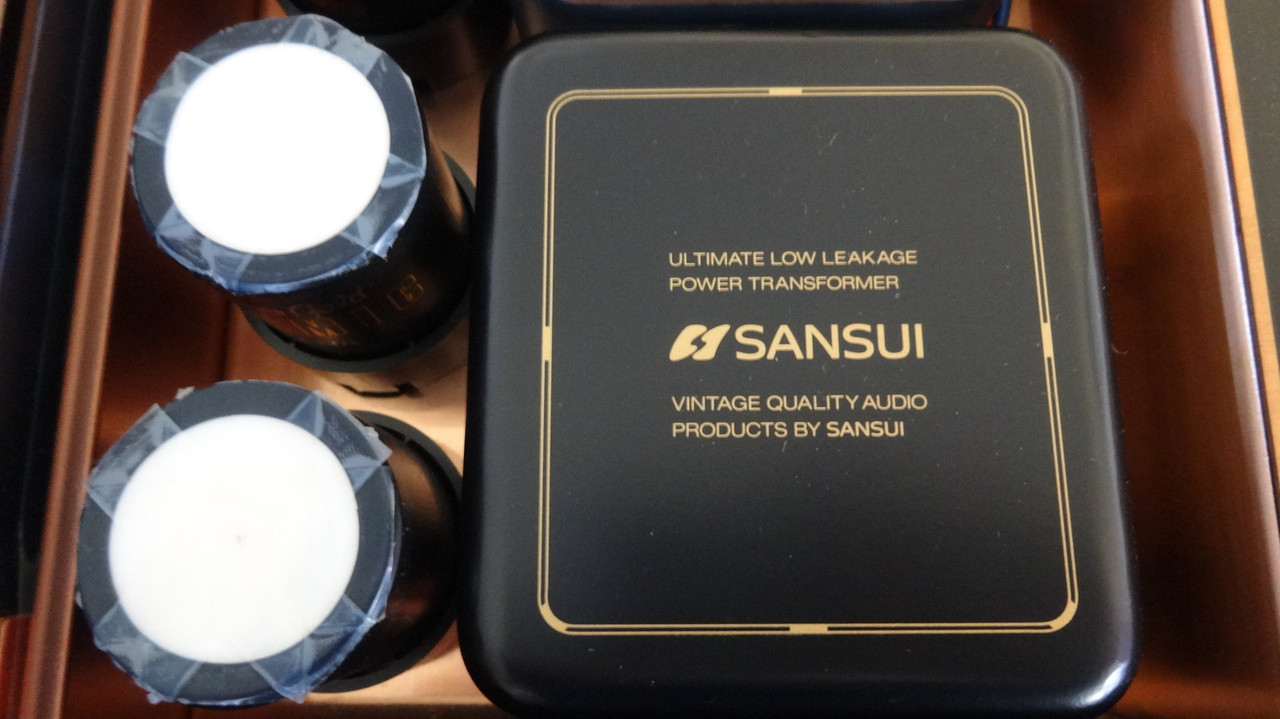 ULTIMATE LOW LEAKAGE
POWER TRANSFORMER
SANSUI
VINTAGE QUALITY AUDIO
PRODUCTS BY SANSUI